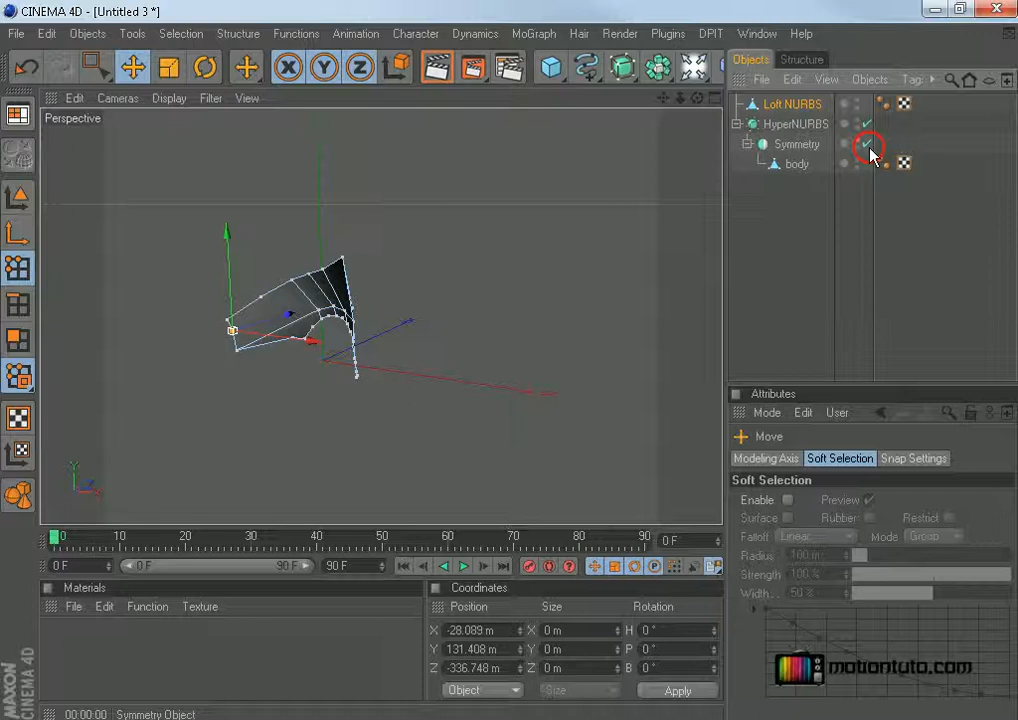 CINEMA 4D - [Untitled 3 *]
File Edit Objects Tools Selection Structure Functions Animation Character Dynamics MoGraph Hair Render Plugins DPIT Window Help
Objects Structure
File Edit View Objects Tag
Edit Cameras Display Filter View
Perspective
Loft NURBS
HyperNURBS
Symmetry
body
Attributes
Mode Edit User
Move
Modeling Axis Soft Selection Snap Settings
Soft Selection
Enable Preview
Surface Rubber Restrict
Falloff Linear Mode Group
Radius 100 m
Strength 100 %
Width 50 %
0 10 20 30 40 50 60 70 80 90 0 F
0 F 0 F 90 F 90 F
Materials
File Edit Function Texture
Coordinates
Position Size Rotation
X -28.089 m X 0 m H 0 °
Y 131.408 m Y 0 m P 0 °
Z -336.748 m Z 0 m B 0 °
Object Size Apply
MAXON
CINEMA 4D
00:00:00 Symmetry Object
motiontuto.com